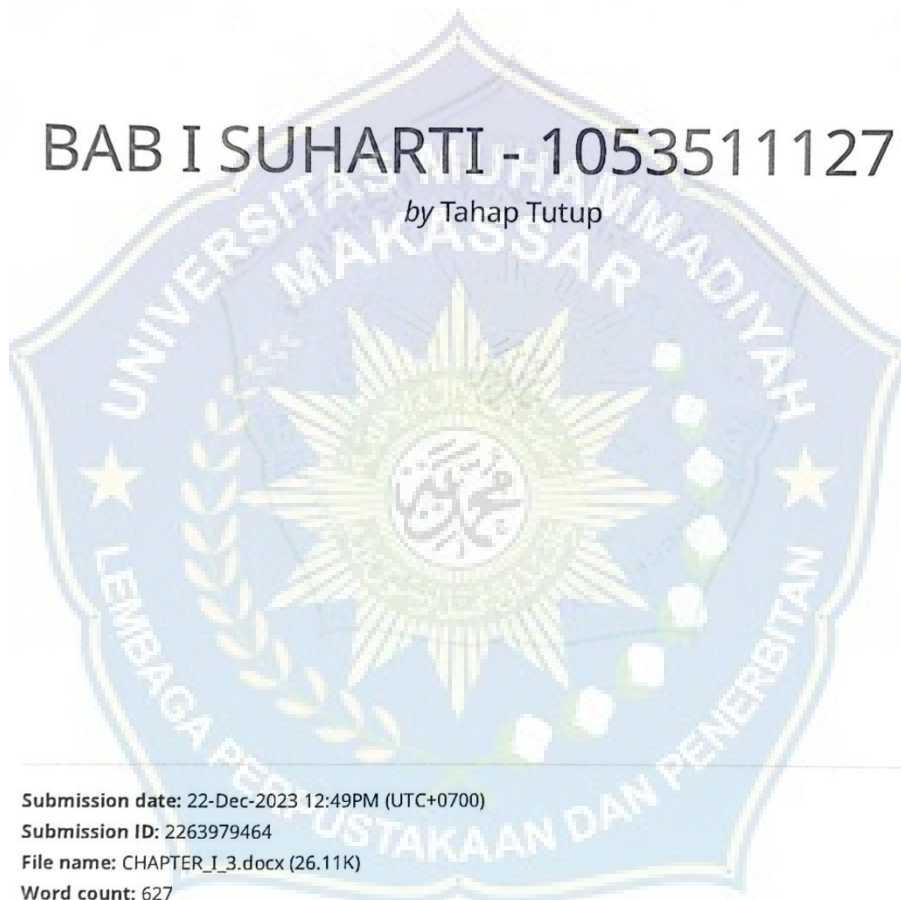 BAB I SUHARTI - 1053511127
by Tahap Tutup
UNIVERSITAS MUHAMMADIYAH
MAKASSAR
محمد
LEMBAGA PERPUSTAKAAN DAN PENERBITAN
Submission date: 22-Dec-2023 12:49PM (UTC+0700)
Submission ID: 2263979464
File name: CHAPTER_I_3.docx (26.11K)
Word count: 627